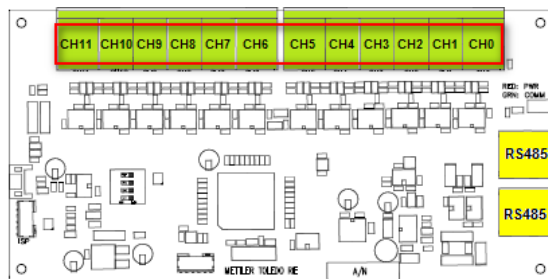 CH11 CH10 CH9 CH8 CH7 CH6 CH5 CH4 CH3 CH2 CH1 CH0
RED: PWR
GRN: COMM
RS485
RS485
ISP
METTLER TOLEDO RIE
A/N